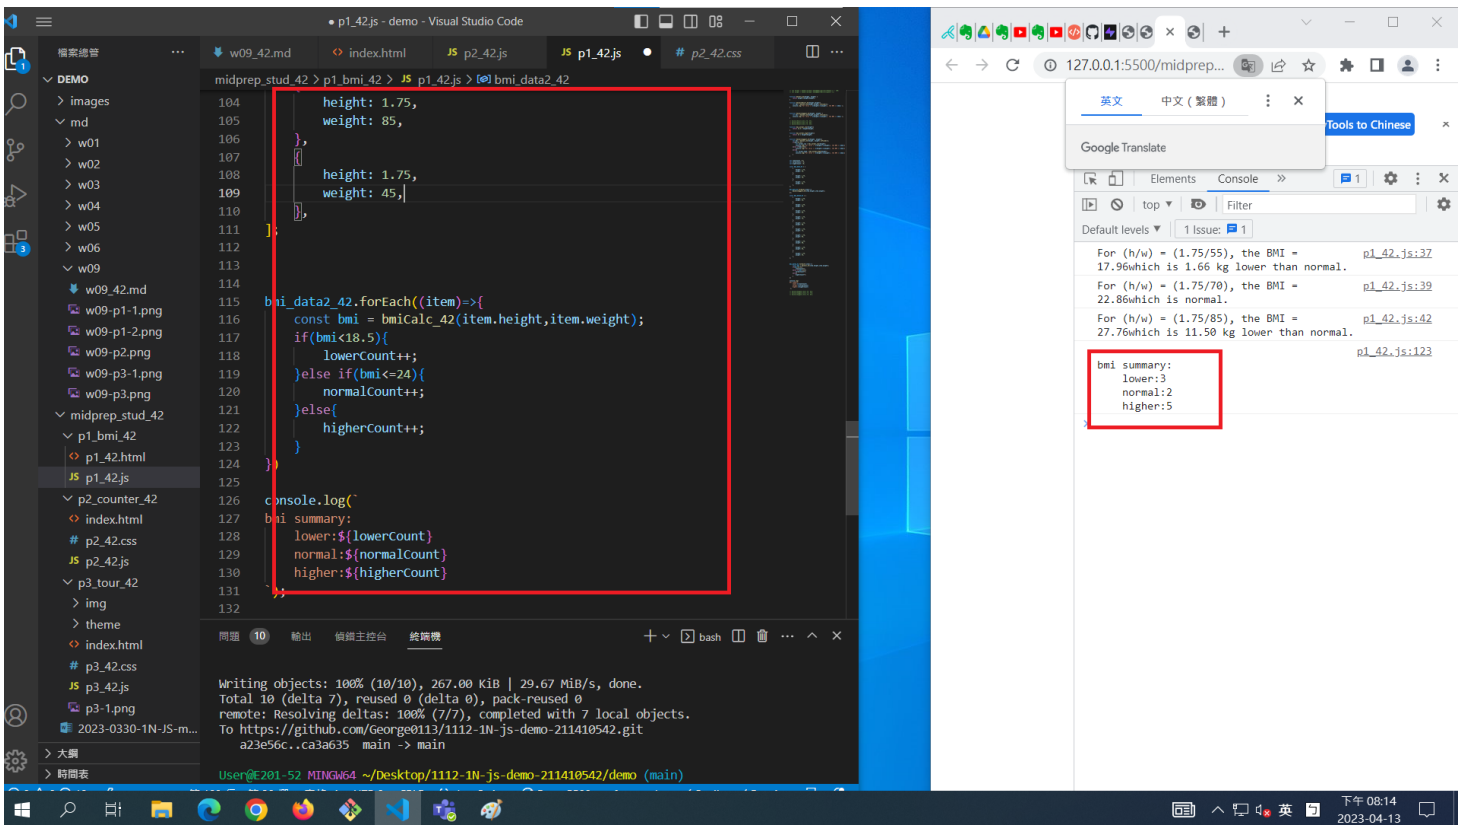 ● p1_42.js - demo - Visual Studio Code
檔案總管
DEMO
images
md
w01
w02
w03
w04
w05
w06
w09
w09_42.md
w09-p1-1.png
w09-p1-2.png
w09-p2.png
w09-p3-1.png
w09-p3.png
midprep_stud_42
p1_bmi_42
p1_42.html
JS p1_42.js
p2_counter_42
index.html
# p2_42.css
JS p2_42.js
p3_tour_42
img
theme
index.html
# p3_42.css
JS p3_42.js
p3-1.png
2023-0330-1N-JS-m...
大綱
時間表
w09_42.md
index.html
JS p2_42.js
JS p1_42.js ●
# p2_42.css
midprep_stud_42 > p1_bmi_42 > JS p1_42.js > bmi_data2_42
104 height: 1.75,
105 weight: 85,
106 },
107 {
108 height: 1.75,
109 weight: 45,
110 },
111 ];
112
113
114
115 bmi_data2_42.forEach((item)=>{
116 const bmi = bmiCalc_42(item.height,item.weight);
117 if(bmi<18.5){
118 lowerCount++;
119 }else if(bmi<=24){
120 normalCount++;
121 }else{
122 higherCount++;
123 }
124 })
125
126 console.log(`
127 bmi summary:
128 lower:${lowerCount}
129 normal:${normalCount}
130 higher:${higherCount}
131 `);
132
問題 10 輸出 偵錯主控台 終端機
bash
Writing objects: 100% (10/10), 267.00 KiB | 29.67 MiB/s, done.
Total 10 (delta 7), reused 0 (delta 0), pack-reused 0
remote: Resolving deltas: 100% (7/7), completed with 7 local objects.
To https://github.com/George0113/1112-1N-js-demo-211410542.git
a23e56c..ca3a635 main -> main
User@E201-52 MINGW64 ~/Desktop/1112-1N-js-demo-211410542/demo (main)
127.0.0.1:5500/midprep...
英文 中文 ( 繁體 )
Google Translate
Tools to Chinese
Elements Console » 1
top ▼ Filter
Default levels ▼ 1 Issue: 1
For (h/w) = (1.75/55), the BMI = p1_42.js:37
17.96which is 1.66 kg lower than normal.
For (h/w) = (1.75/70), the BMI = p1_42.js:39
22.86which is normal.
For (h/w) = (1.75/85), the BMI = p1_42.js:42
27.76which is 11.50 kg lower than normal.
p1_42.js:123
bmi summary:
lower:3
normal:2
higher:5
英
下午 08:14
2023-04-13